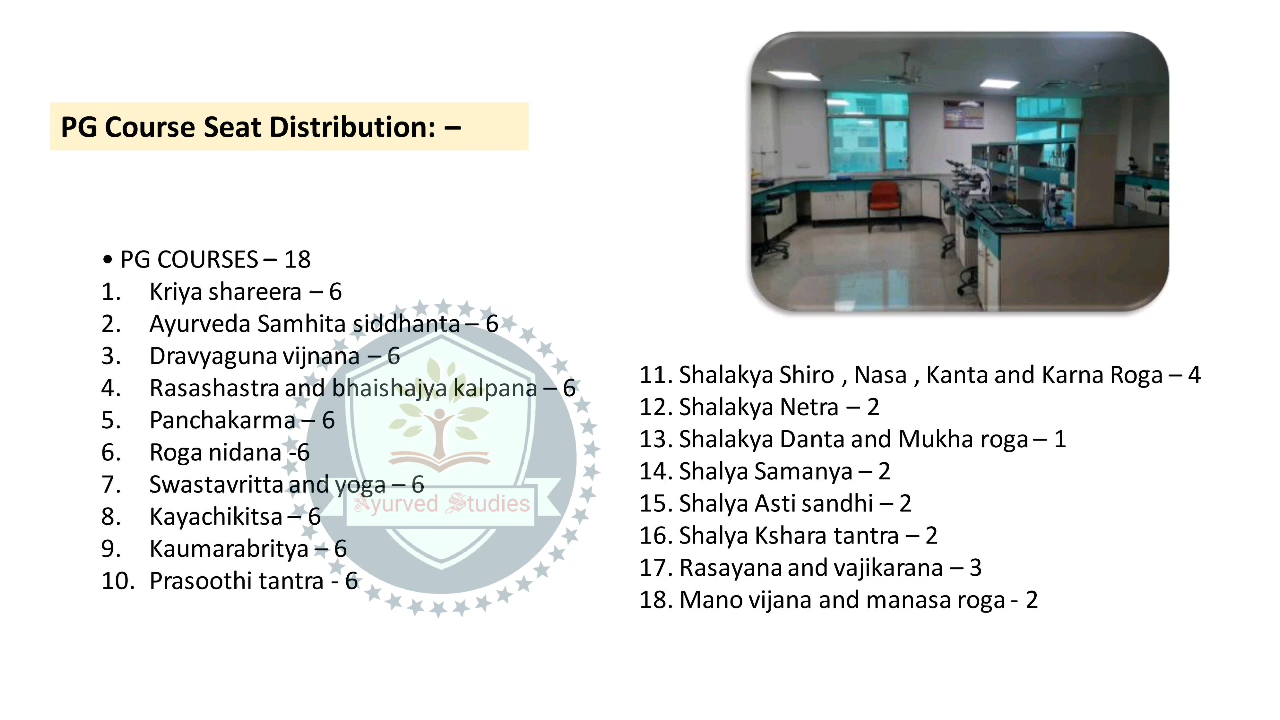 PG Course Seat Distribution: –
• PG COURSES – 18
1. Kriya shareera – 6
2. Ayurveda Samhita siddhanta – 6
3. Dravyaguna vijnana – 6
4. Rasashastra and bhaishajya kalpana – 6
5. Panchakarma – 6
6. Roga nidana -6
7. Swastavritta and yoga – 6
8. Kayachikitsa – 6
9. Kaumarabritya – 6
10. Prasoothi tantra - 6
Ayurved Studies
11. Shalakya Shiro , Nasa , Kanta and Karna Roga – 4
12. Shalakya Netra – 2
13. Shalakya Danta and Mukha roga – 1
14. Shalya Samanya – 2
15. Shalya Asti sandhi – 2
16. Shalya Kshara tantra – 2
17. Rasayana and vajikarana – 3
18. Mano vijana and manasa roga - 2